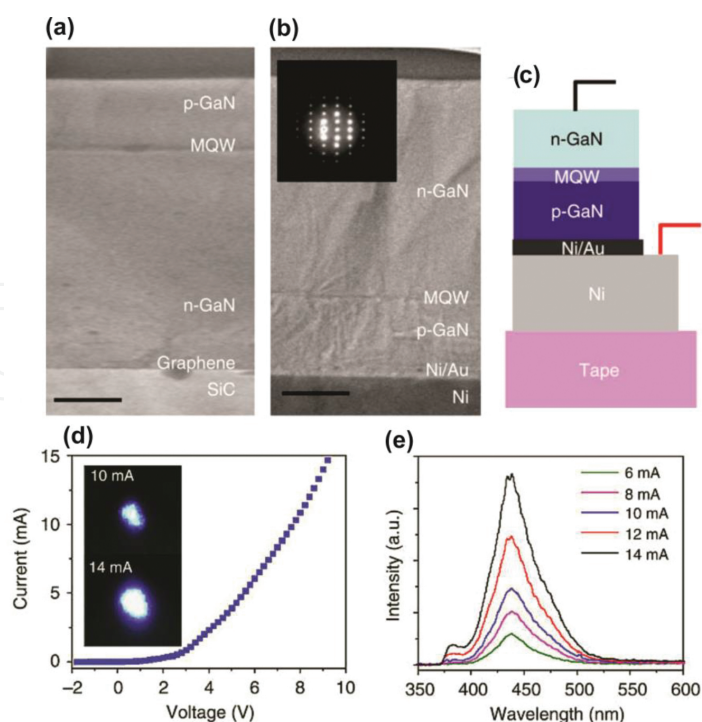 (a)
p-GaN
MQW
n-GaN
Graphene
SiC
(b)
n-GaN
MQW
p-GaN
Ni/Au
Ni
(c)
n-GaN
MQW
p-GaN
Ni/Au
Ni
Tape
(d)
15
10
5
0
Current (mA)
10 mA
14 mA
−2
0
2
4
6
8
10
Voltage (V)
(e)
Intensity (a.u.)
6 mA
8 mA
10 mA
12 mA
14 mA
350
400
450
500
550
600
Wavelength (nm)